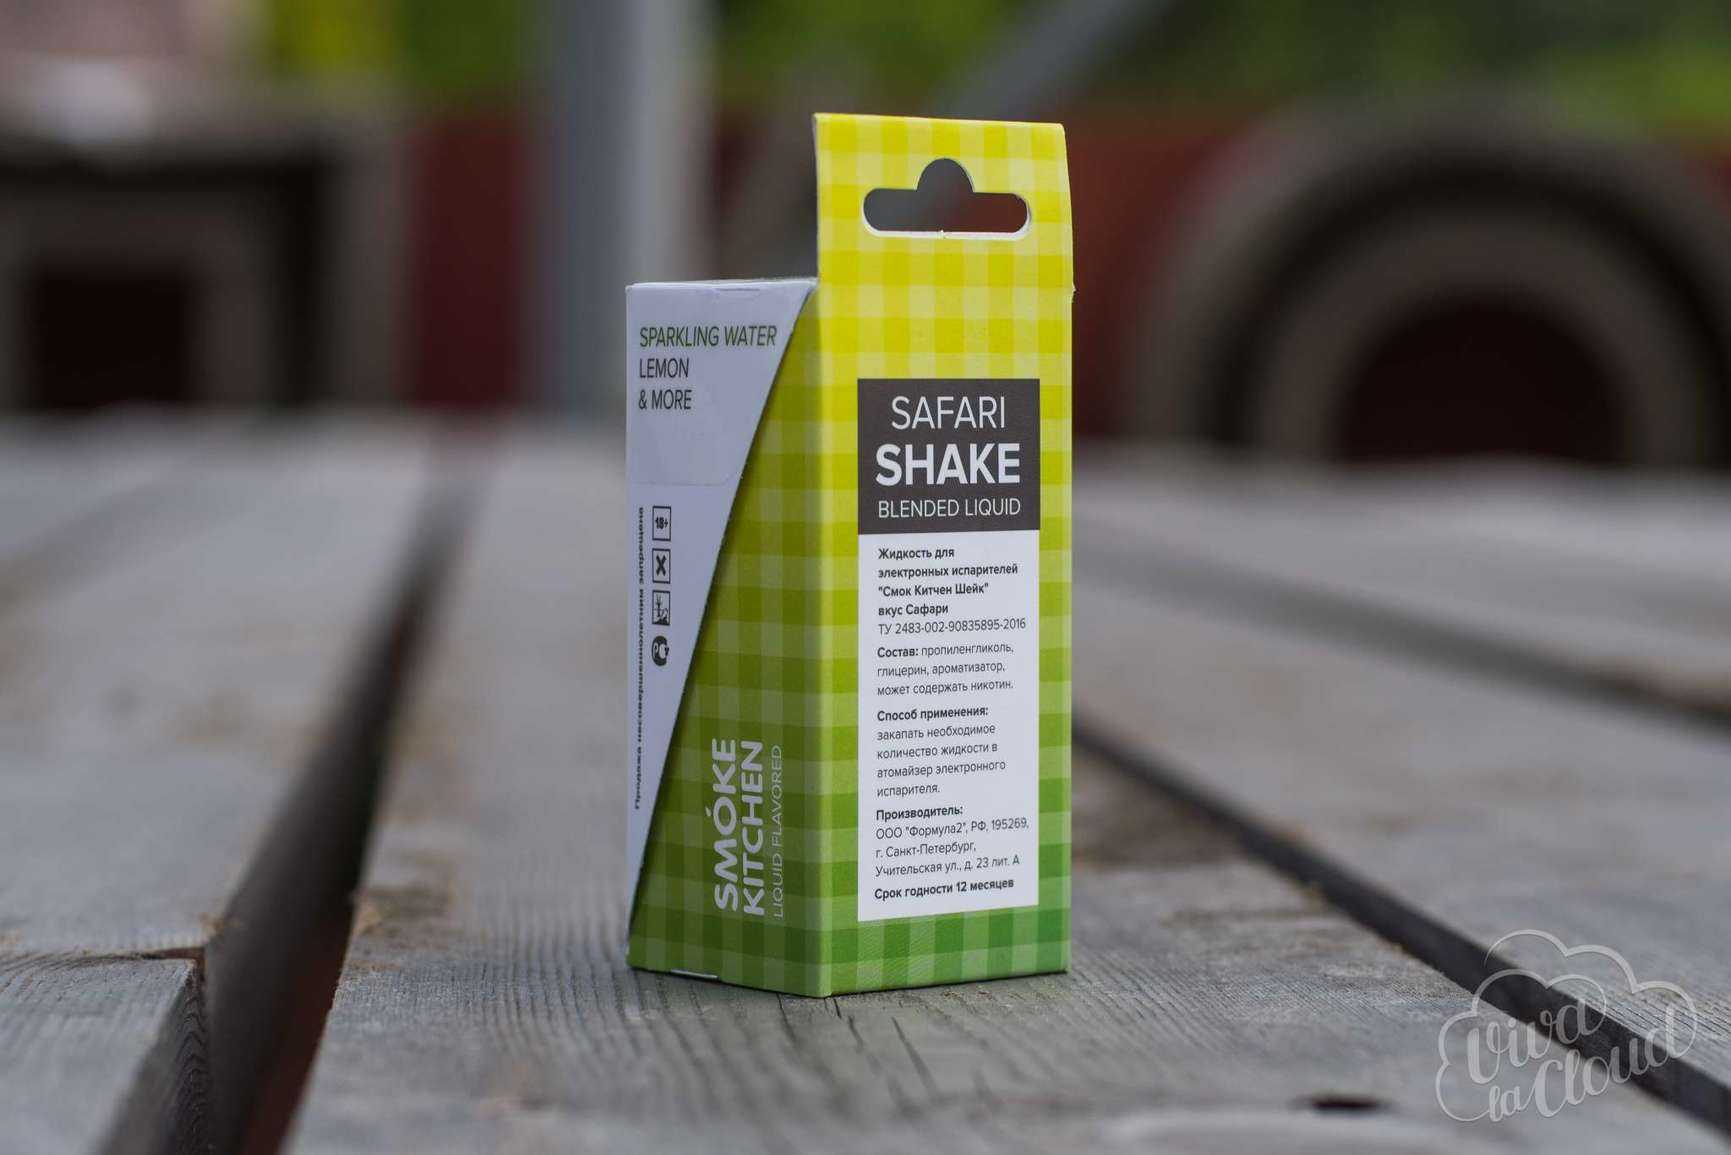 SPARKLING WATER
LEMON
& MORE
18+
Продажа несовершеннолетним запрещена
SMÓKE
KITCHEN
LIQUID FLAVORED
SAFARI
SHAKE
BLENDED LIQUID
Жидкость для
электронных испарителей
"Смок Китчен Шейк"
вкус Сафари
ТУ 2483-002-90835895-2016
Состав: пропиленгликоль,
глицерин, ароматизатор,
может содержать никотин.
Способ применения:
закапать необходимое
количество жидкости в
атомайзер электронного
испарителя.
Производитель:
ООО "Формула2", РФ, 195269,
г. Санкт-Петербург,
Учительская ул., д. 23 лит. А
Срок годности 12 месяцев
Viva
la Cloud